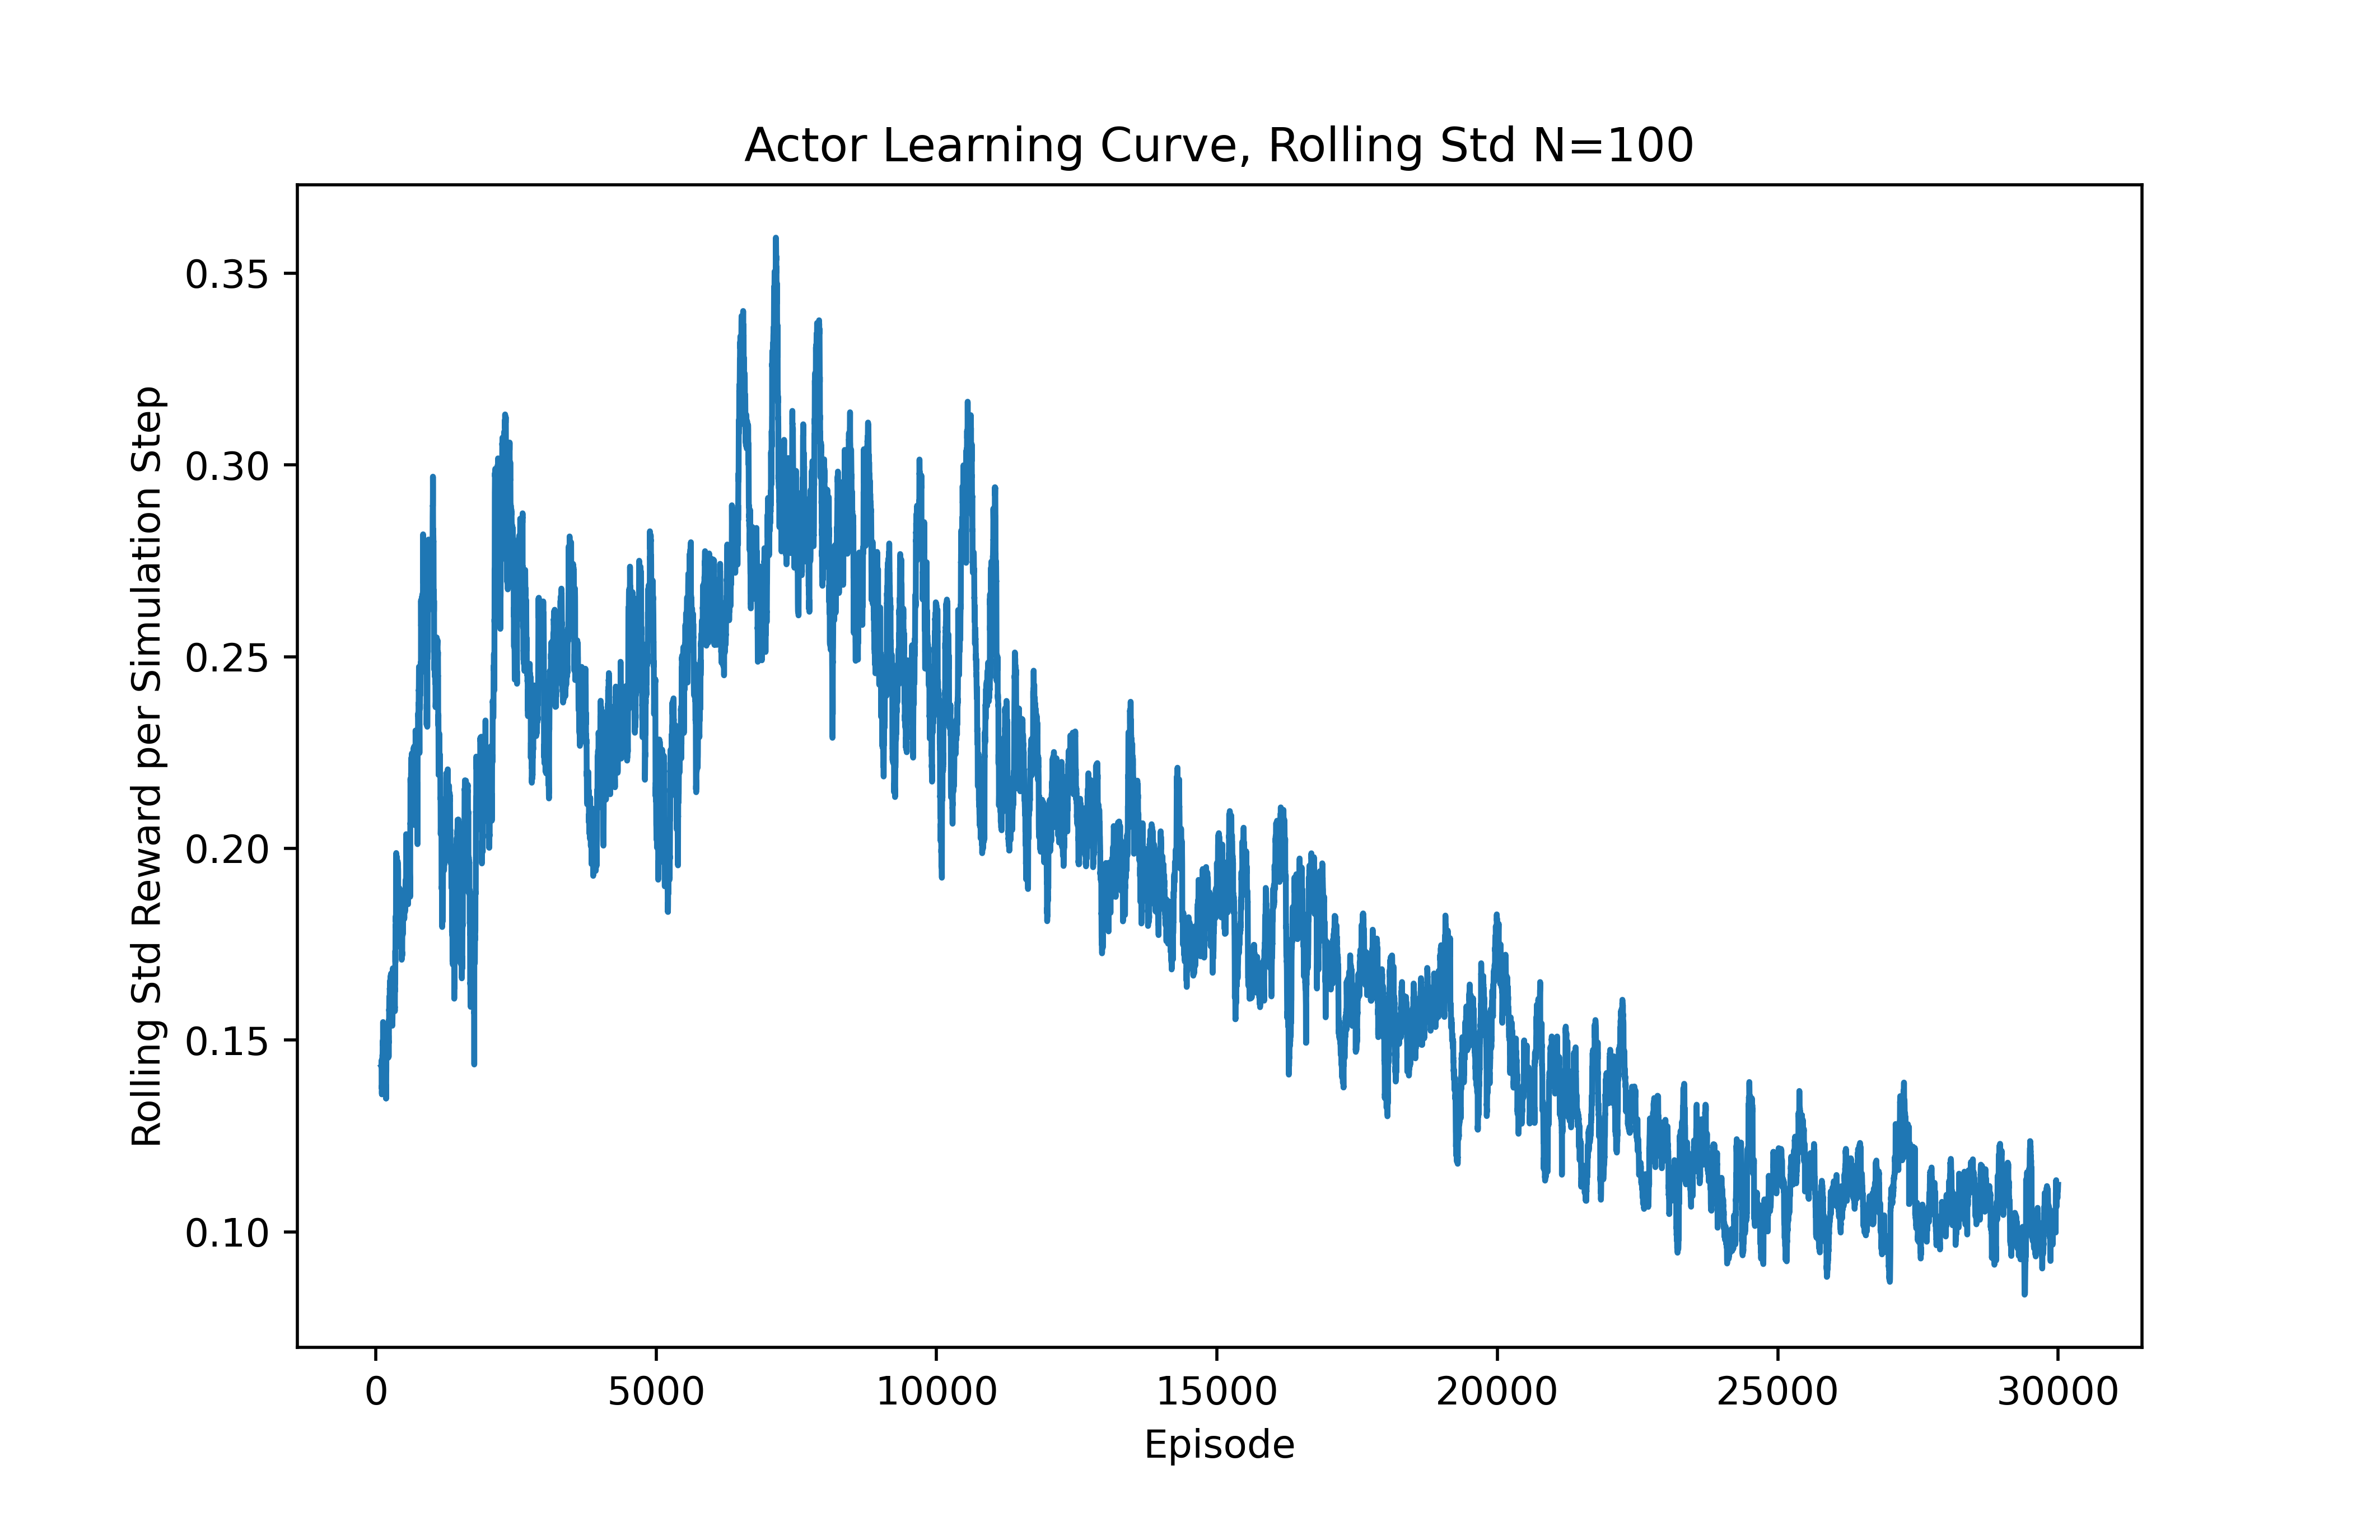 Actor Learning Curve, Rolling Std N=100
Rolling Std Reward per Simulation Step
0.35
0.30
0.25
0.20
0.15
0.10
0 5000 10000 15000 20000 25000 30000
Episode